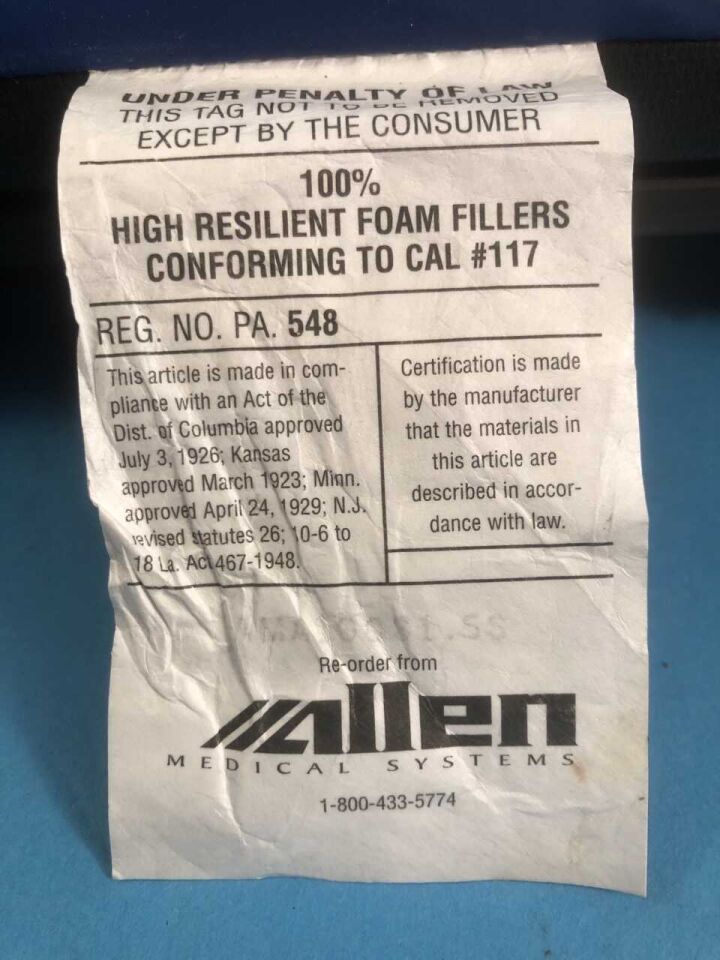 UNDER PENALTY OF LAW
THIS TAG NOT TO BE REMOVED
EXCEPT BY THE CONSUMER
100%
HIGH RESILIENT FOAM FILLERS
CONFORMING TO CAL #117
REG. NO. PA. 548
This article is made in com-
pliance with an Act of the
Dist. of Columbia approved
July 3, 1926; Kansas
approved March 1923; Minn.
approved April 24, 1929; N.J.
revised statutes 26; 10-6 to
18 La. Act 467-1948.
Certification is made
by the manufacturer
that the materials in
this article are
described in accor-
dance with law.
Re-order from
Allen
MEDICAL SYSTEMS
1-800-433-5774